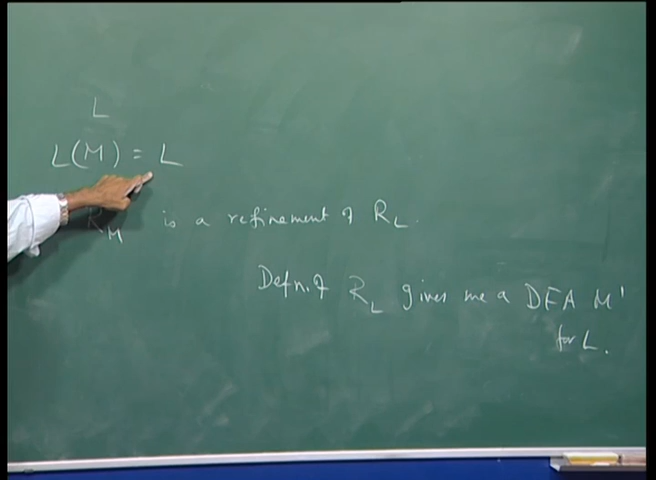 L
L(M) = L
R_M is a refinement of R_L.
Defn. of R_L gives me a DFA M'
for L.